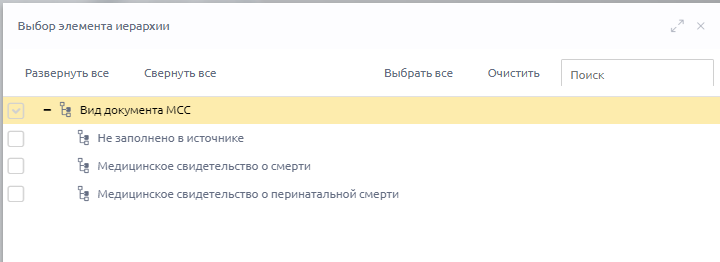 Выбор элемента иерархии
Развернуть все Свернуть все Выбрать все Очистить Поиск
Вид документа МСС
Не заполнено в источнике
Медицинское свидетельство о смерти
Медицинское свидетельство о перинатальной смерти